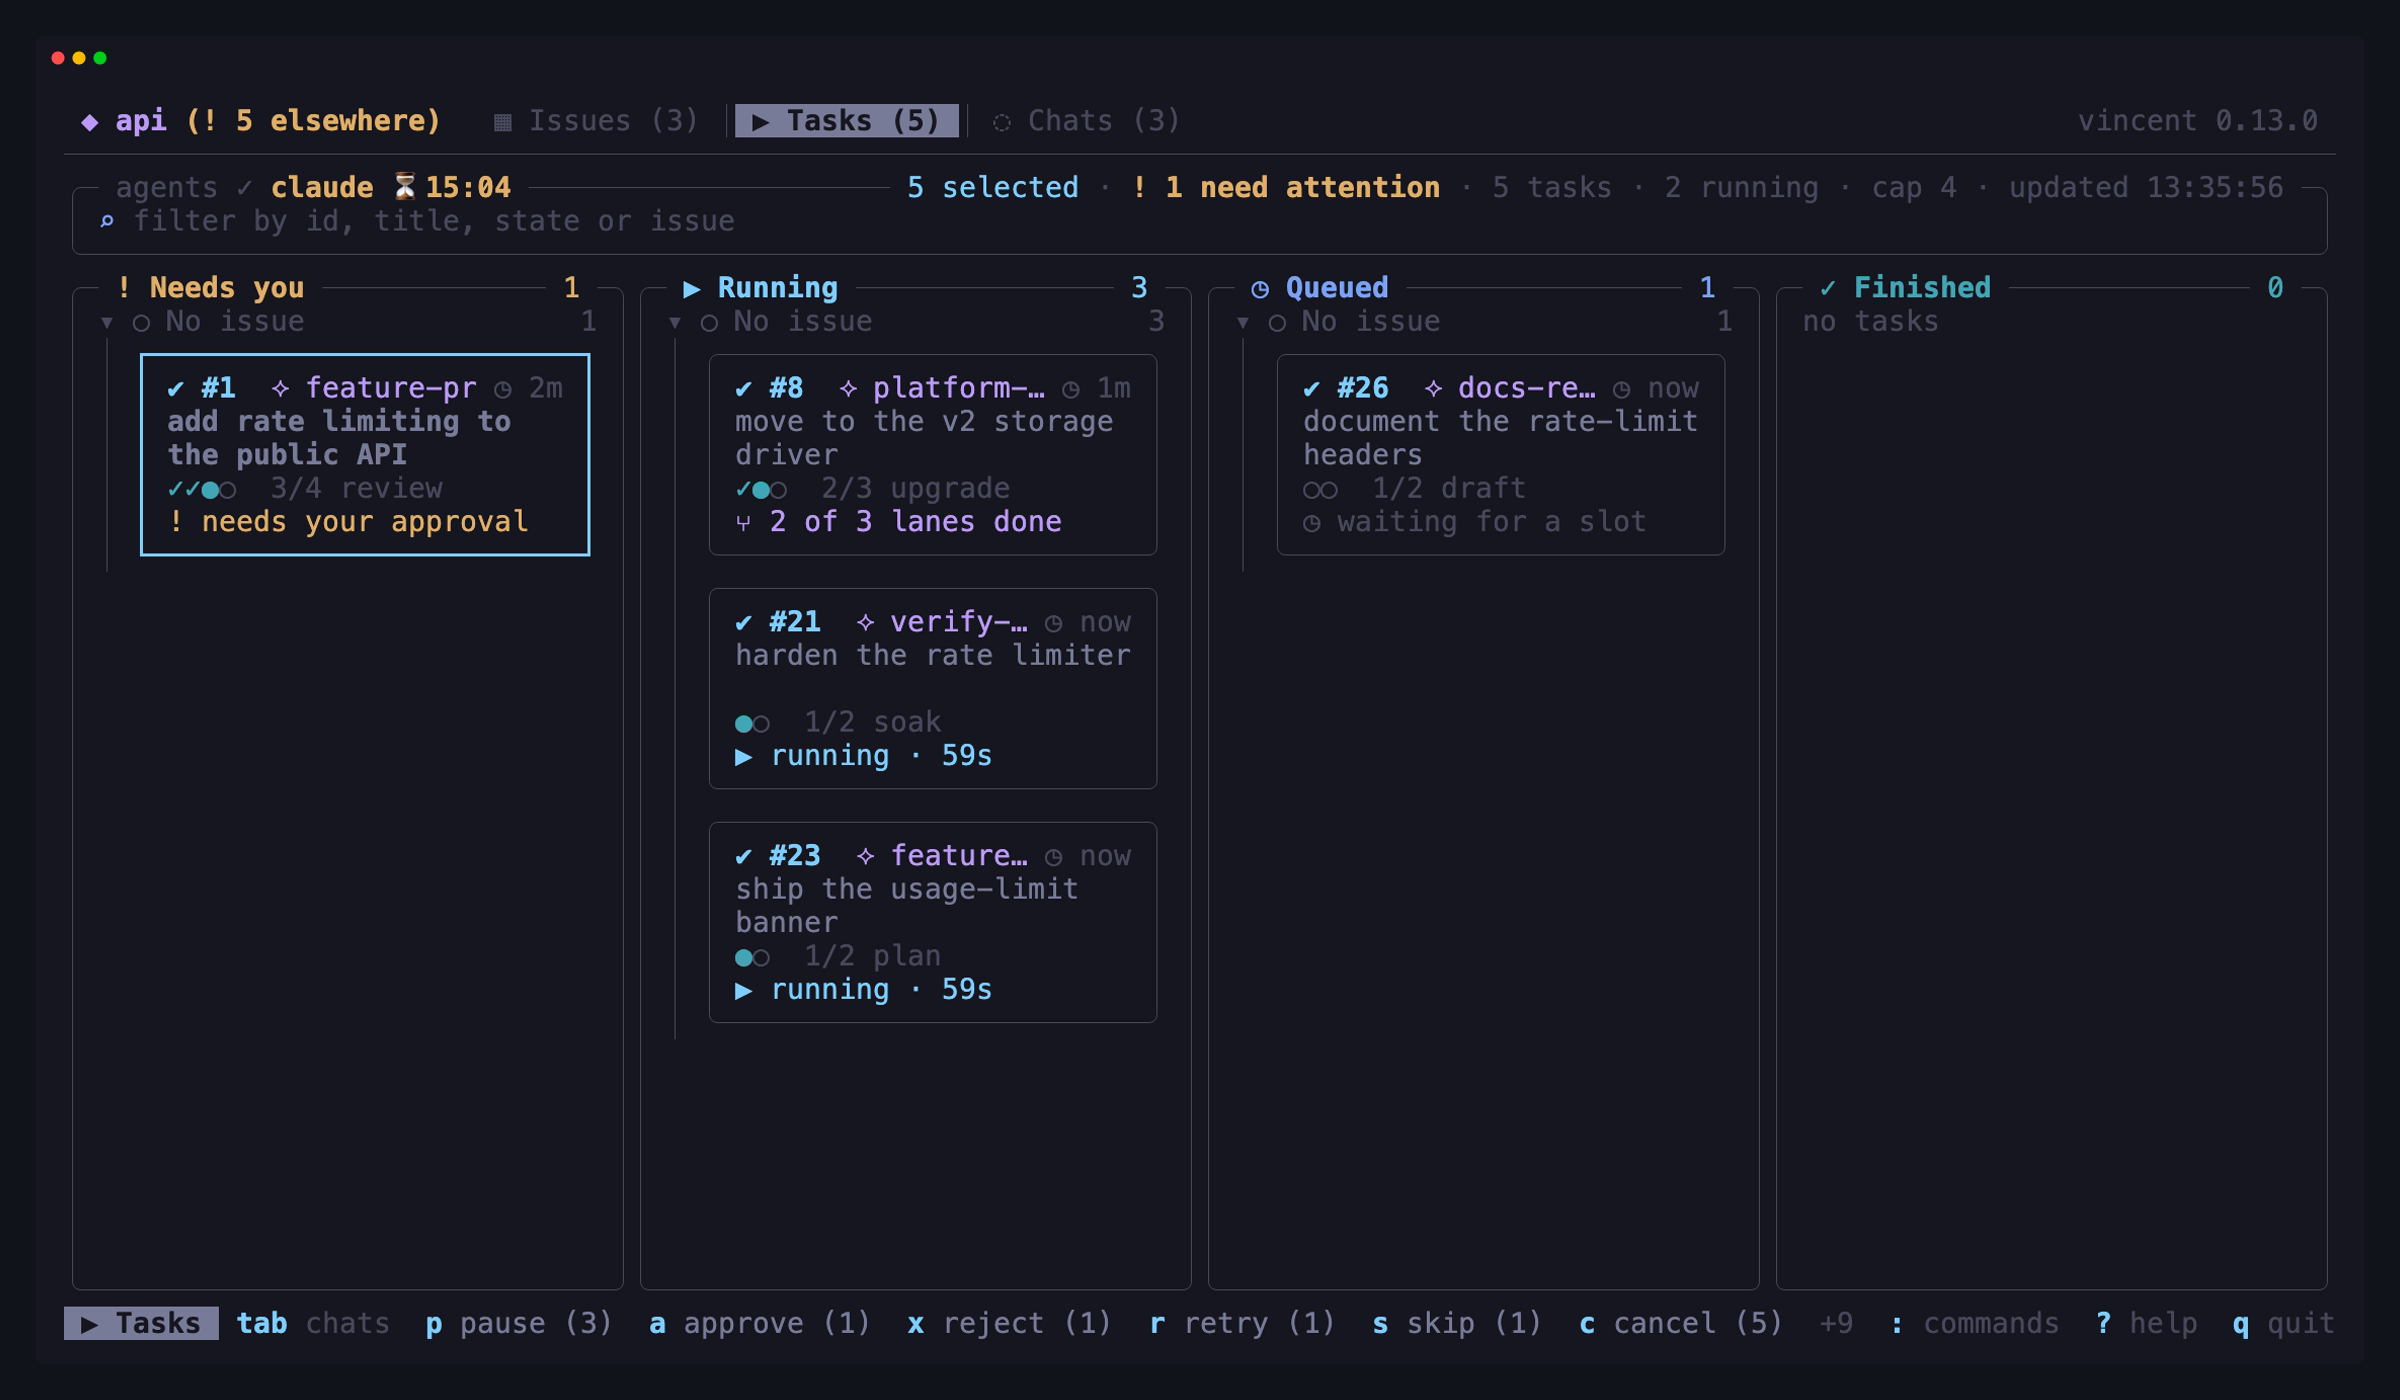 ◆ api (! 5 elsewhere) ▦ Issues (3) ▶ Tasks (5) ◌ Chats (3) vincent 0.13.0
agents ✓ claude ⏳15:04 5 selected · ! 1 need attention · 5 tasks · 2 running · cap 4 · updated 13:35:56
⌕ filter by id, title, state or issue
! Needs you 1
▼ ○ No issue 1
✔ #1 ✧ feature-pr ◷ 2m
add rate limiting to
the public API
✓✓●○ 3/4 review
! needs your approval
▶ Running 3
▼ ○ No issue 3
✔ #8 ✧ platform-… ◷ 1m
move to the v2 storage
driver
✓●○ 2/3 upgrade
⑂ 2 of 3 lanes done
✔ #21 ✧ verify-… ◷ now
harden the rate limiter
●○ 1/2 soak
▶ running · 59s
✔ #23 ✧ feature… ◷ now
ship the usage-limit
banner
●○ 1/2 plan
▶ running · 59s
◷ Queued 1
▼ ○ No issue 1
✔ #26 ✧ docs-re… ◷ now
document the rate-limit
headers
○○ 1/2 draft
◷ waiting for a slot
✓ Finished 0
no tasks
▶ Tasks tab chats p pause (3) a approve (1) x reject (1) r retry (1) s skip (1) c cancel (5) +9 : commands ? help q quit